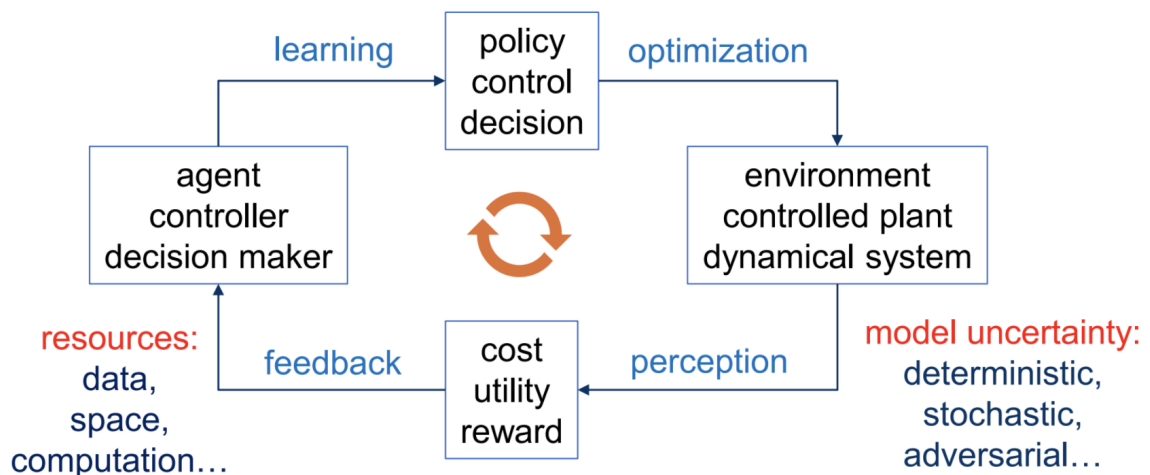 learning
policy
control
decision
optimization
agent
controller
decision maker
environment
controlled plant
dynamical system
resources:
data,
space,
computation...
feedback
cost
utility
reward
perception
model uncertainty:
deterministic,
stochastic,
adversarial...